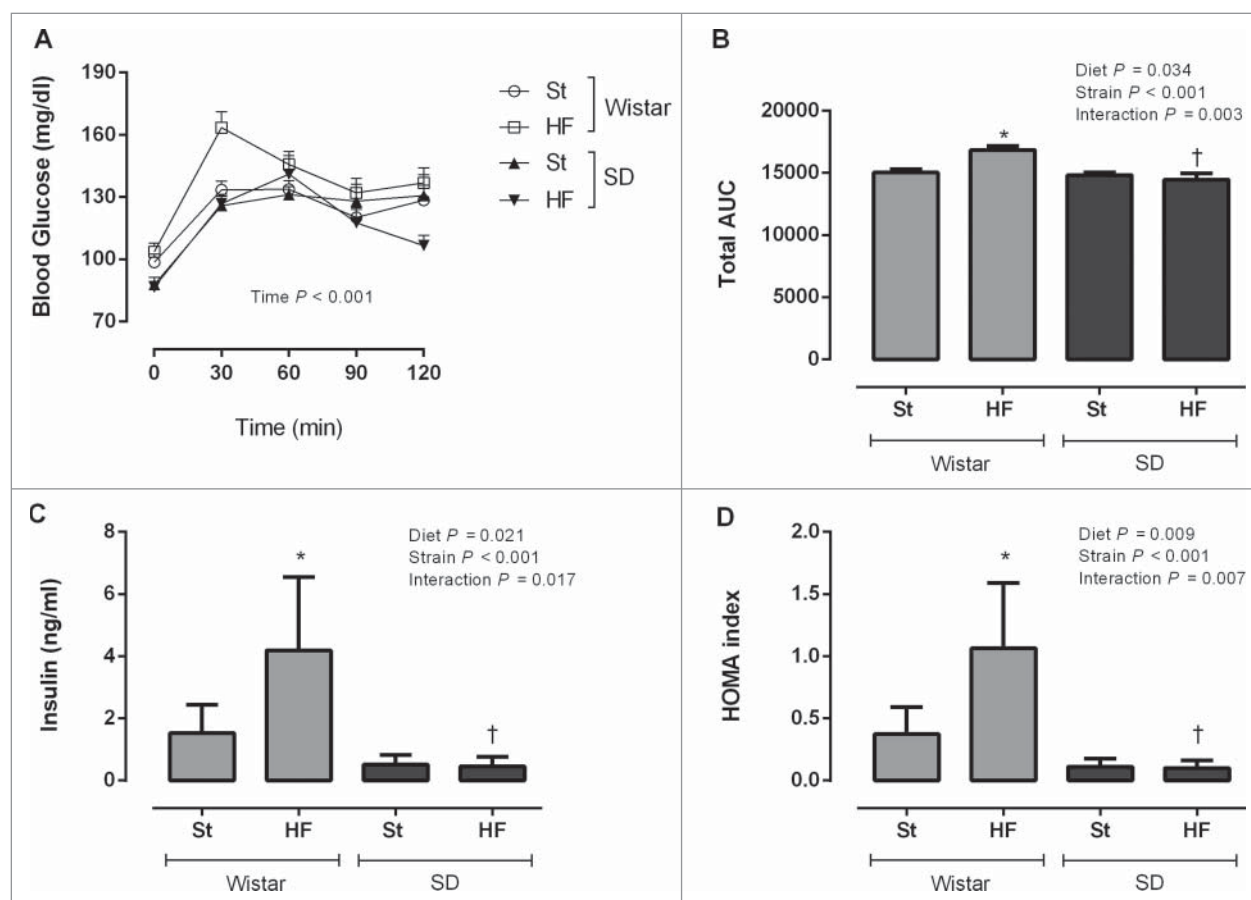 A
Blood Glucose (mg/dl)
190
160
130
100
70
0 30 60 90 120
Time (min)
Time P < 0.001
St
HF
Wistar
St
HF
SD
B
Diet P = 0.034
Strain P < 0.001
Interaction P = 0.003
Total AUC
20000
15000
10000
5000
0
*
†
St HF St HF
Wistar SD
C
Diet P = 0.021
Strain P < 0.001
Interaction P = 0.017
Insulin (ng/ml)
8
6
4
2
0
*
†
St HF St HF
Wistar SD
D
Diet P = 0.009
Strain P < 0.001
Interaction P = 0.007
HOMA index
2.0
1.5
1.0
0.5
0.0
*
†
St HF St HF
Wistar SD